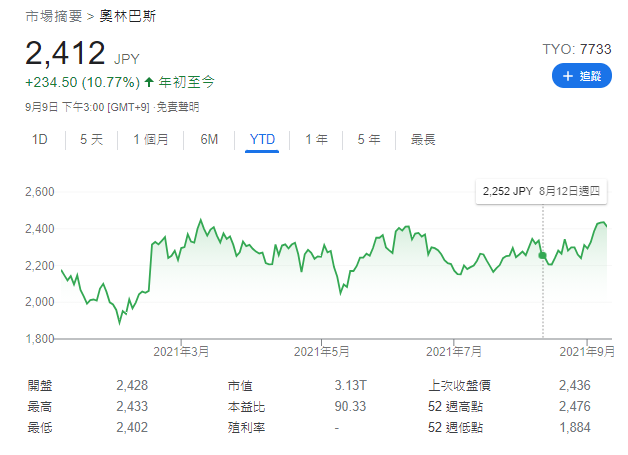 市場摘要 > 奧林巴斯
2,412 JPY
TYO: 7733
+234.50 (10.77%) ↑ 年初至今
+ 追蹤
9月9日 下午3:00 [GMT+9] ·免責聲明
1D 5 天 1 個月 6M YTD 1 年 5 年 最長
2,252 JPY 8月12日週四
2,600
2,400
2,200
2,000
1,800
2021年3月 2021年5月 2021年7月 2021年9月
開盤 2,428 市值 3.13T 上次收盤價 2,436
最高 2,433 本益比 90.33 52 週高點 2,476
最低 2,402 殖利率 - 52 週低點 1,884